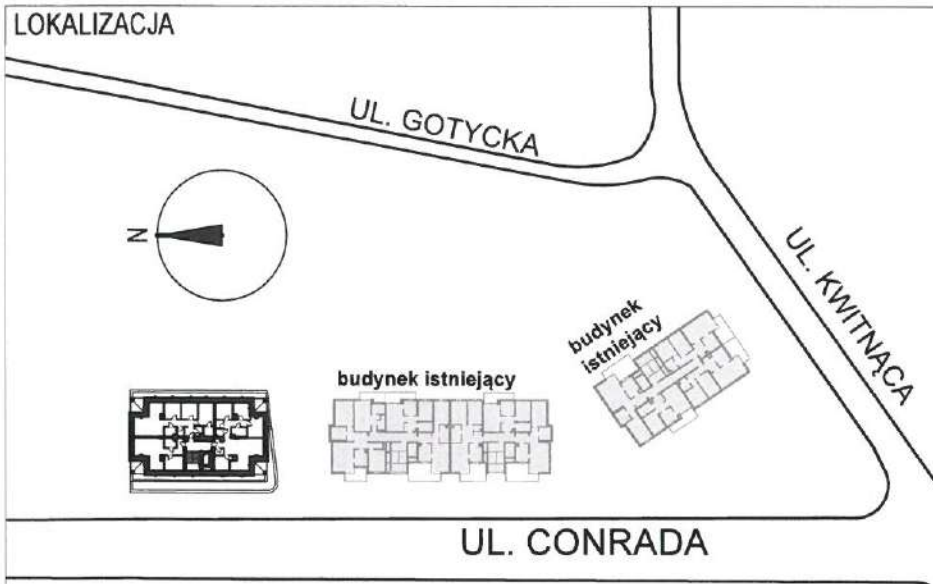 LOKALIZACJA
UL. GOTYCKA
N
UL. KWITNĄCA
budynek
istniejący
budynek istniejący
UL. CONRADA